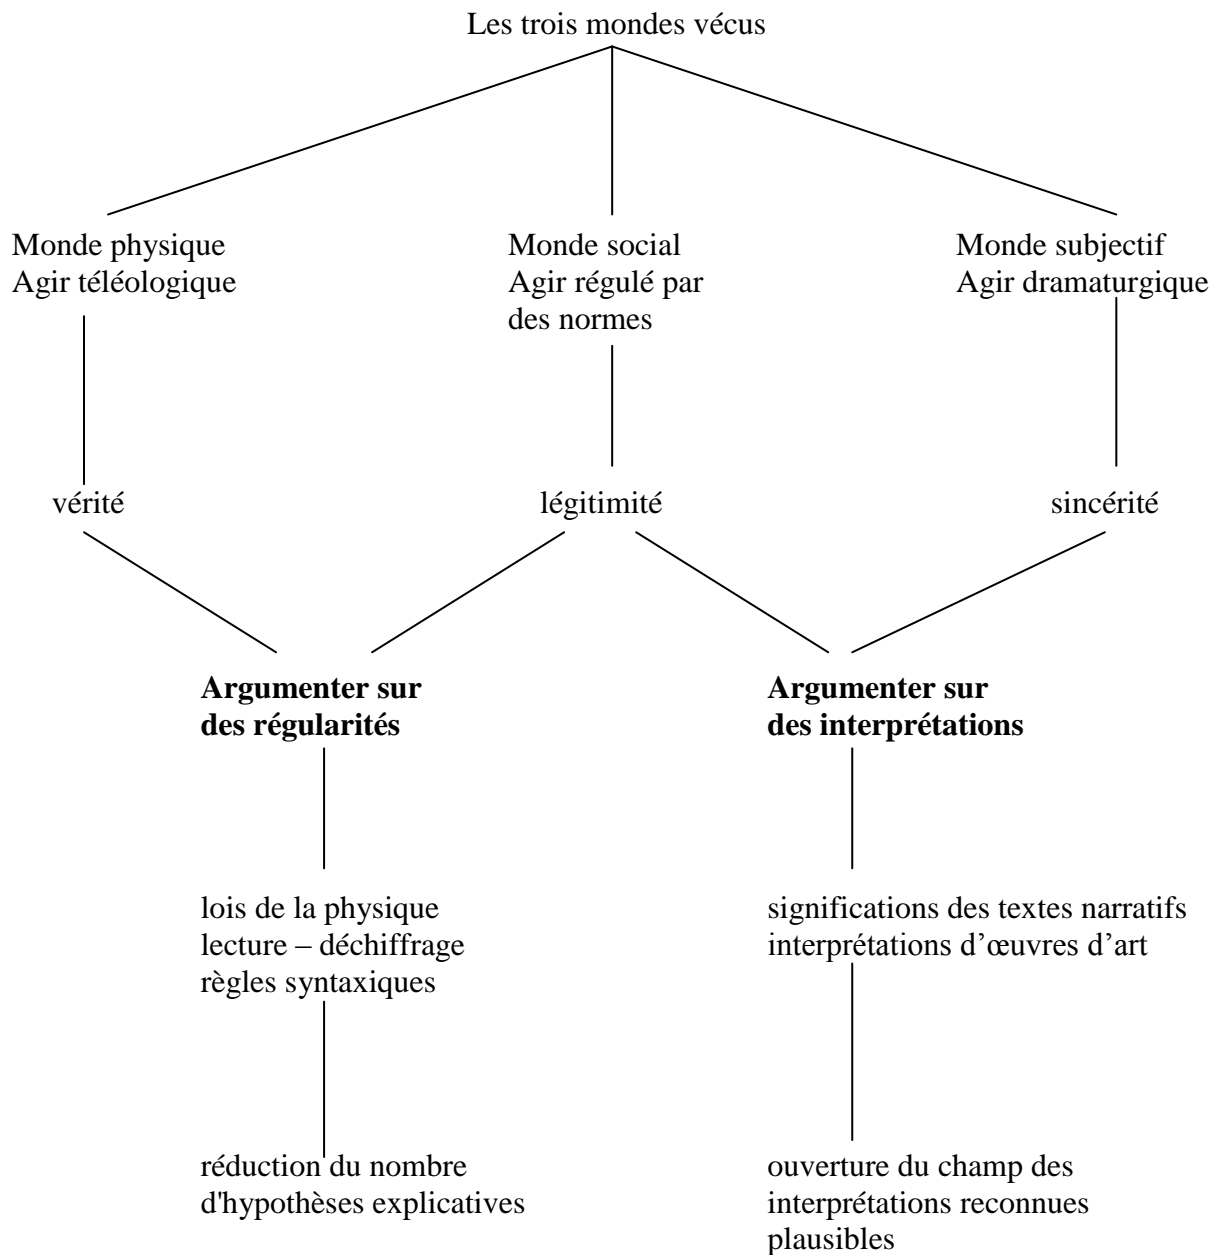 Les trois mondes vécus
Monde physique
Agir téléologique
Monde social
Agir régulé par
des normes
Monde subjectif
Agir dramaturgique
vérité
légitimité
sincérité
Argumenter sur
des régularités
Argumenter sur
des interprétations
lois de la physique
lecture – déchiffrage
règles syntaxiques
significations des textes narratifs
interprétations d’œuvres d’art
réduction du nombre
d'hypothèses explicatives
ouverture du champ des
interprétations reconnues
plausibles